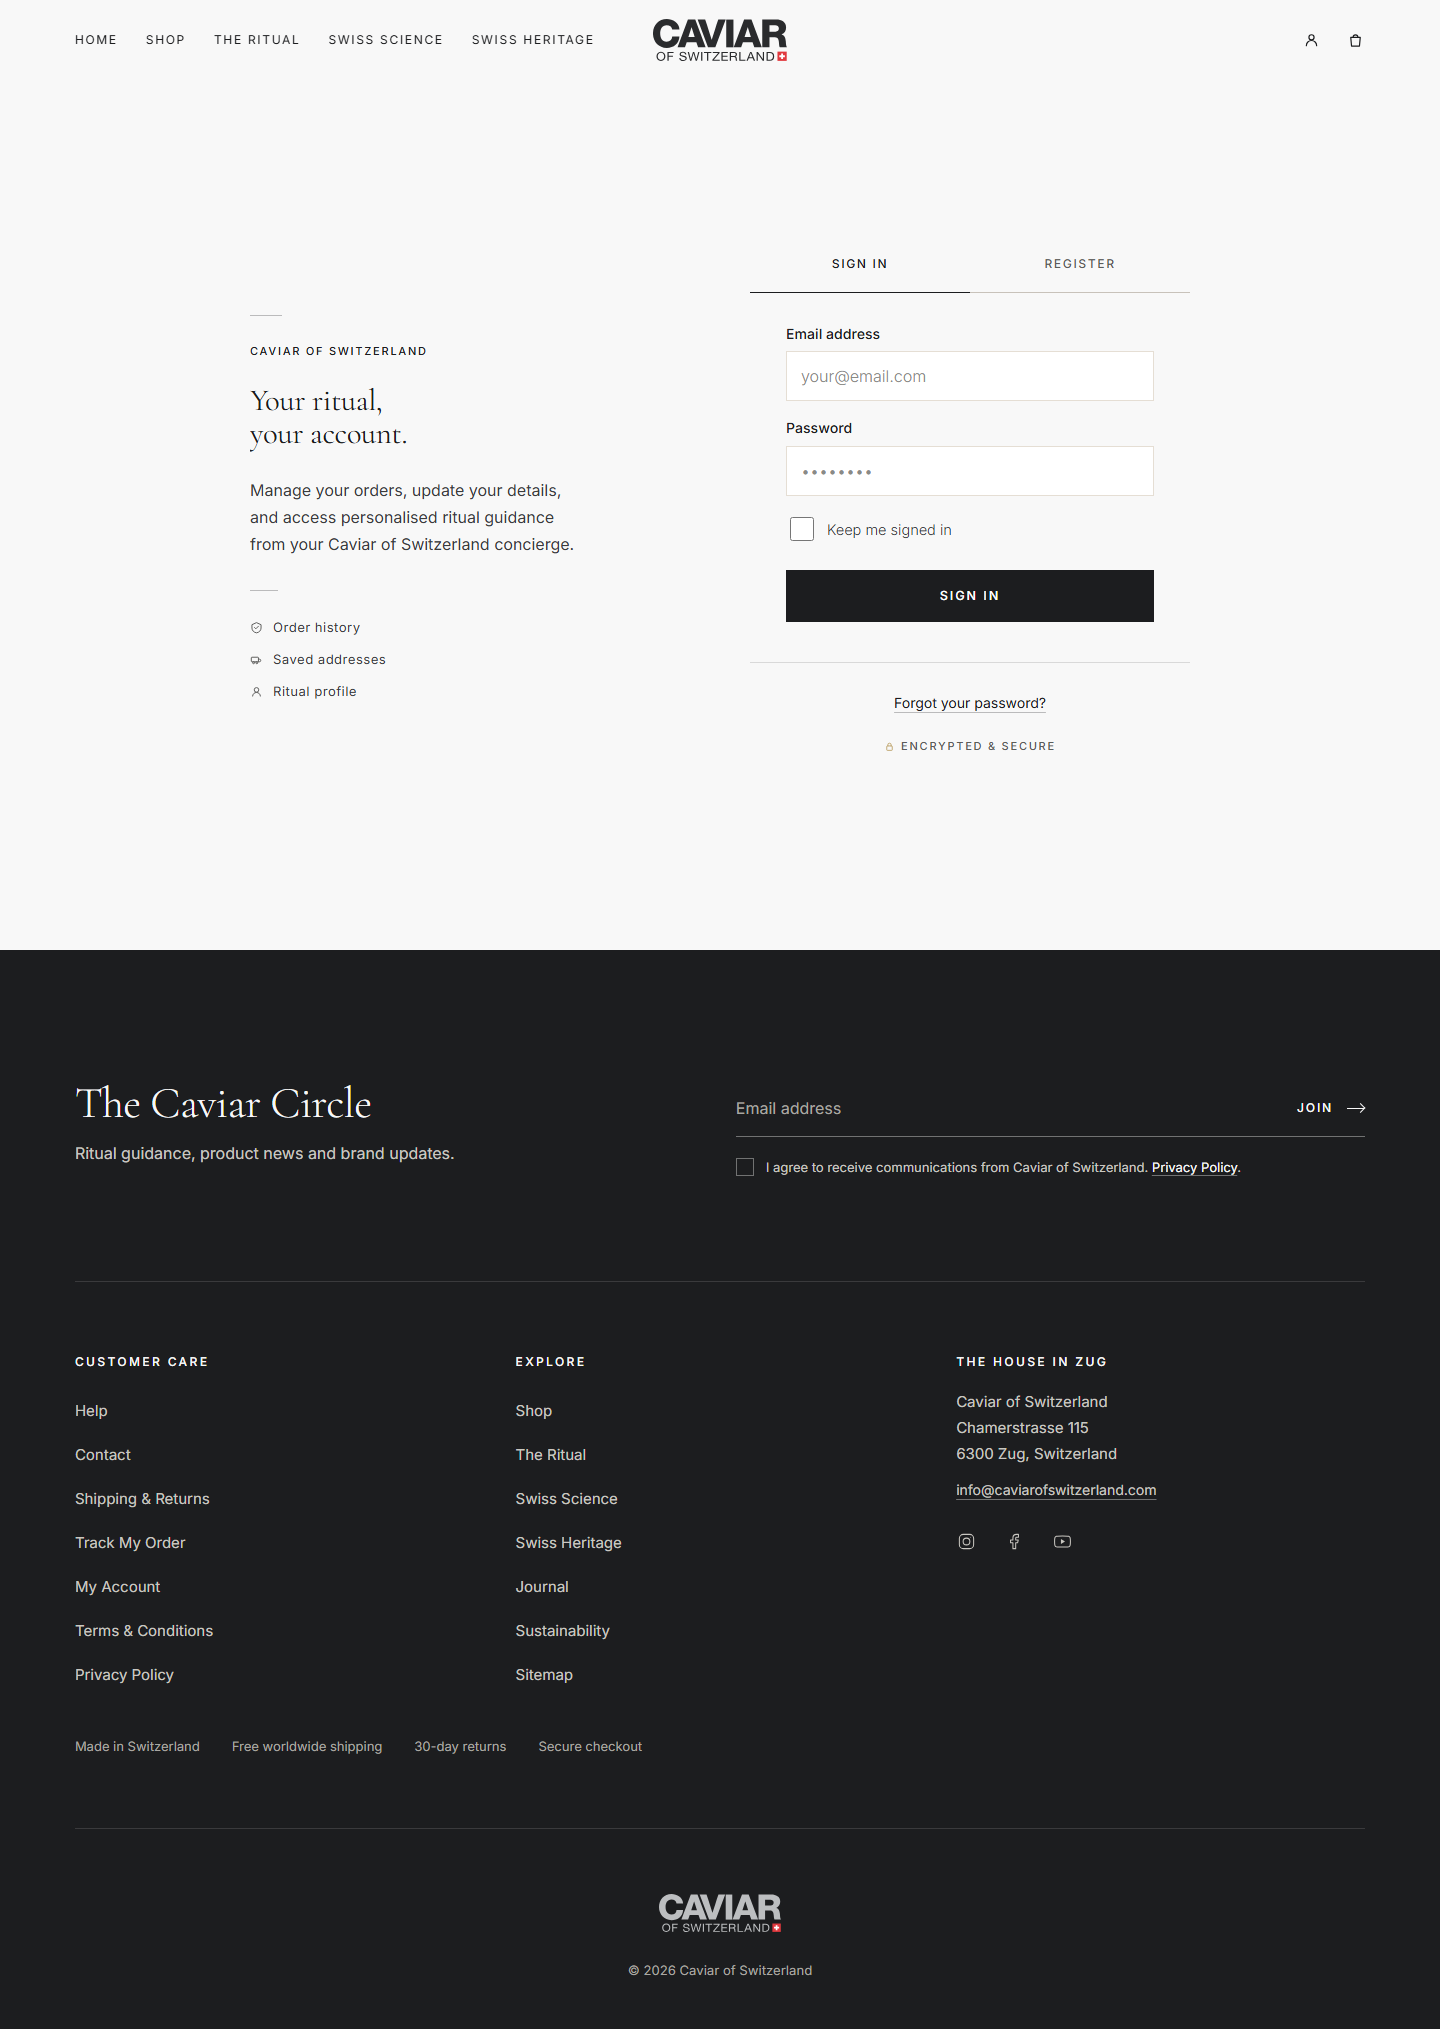 HOME
SHOP
THE RITUAL
SWISS SCIENCE
SWISS HERITAGE
CAVIAR
OF SWITZERLAND
CAVIAR OF SWITZERLAND
Your ritual,
your account.
Manage your orders, update your details,
and access personalised ritual guidance
from your Caviar of Switzerland concierge.
Order history
Saved addresses
Ritual profile
SIGN IN
REGISTER
Email address
your@email.com
Password
••••••••
Keep me signed in
SIGN IN
Forgot your password?
ENCRYPTED & SECURE
The Caviar Circle
Ritual guidance, product news and brand updates.
Email address
JOIN
I agree to receive communications from Caviar of Switzerland. Privacy Policy.
CUSTOMER CARE
Help
Contact
Shipping & Returns
Track My Order
My Account
Terms & Conditions
Privacy Policy
EXPLORE
Shop
The Ritual
Swiss Science
Swiss Heritage
Journal
Sustainability
Sitemap
THE HOUSE IN ZUG
Caviar of Switzerland
Chamerstrasse 115
6300 Zug, Switzerland
info@caviarofswitzerland.com
Made in Switzerland
Free worldwide shipping
30-day returns
Secure checkout
CAVIAR
OF SWITZERLAND
© 2026 Caviar of Switzerland